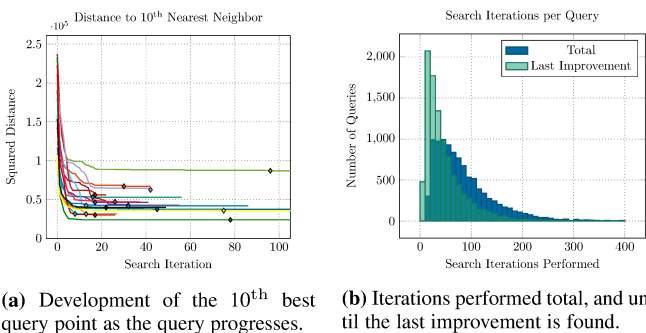 Distance to 10th Nearest Neighbor
·10^5
2.5
2
1.5
1
0.5
0
0 20 40 60 80 100
Squared Distance
Search Iteration
(a) Development of the 10th best
query point as the query progresses.
Search Iterations per Query
Total
Last Improvement
2,000
1,500
1,000
500
0
0 100 200 300 400
Number of Queries
Search Iterations Performed
(b) Iterations performed total, and un
til the last improvement is found.